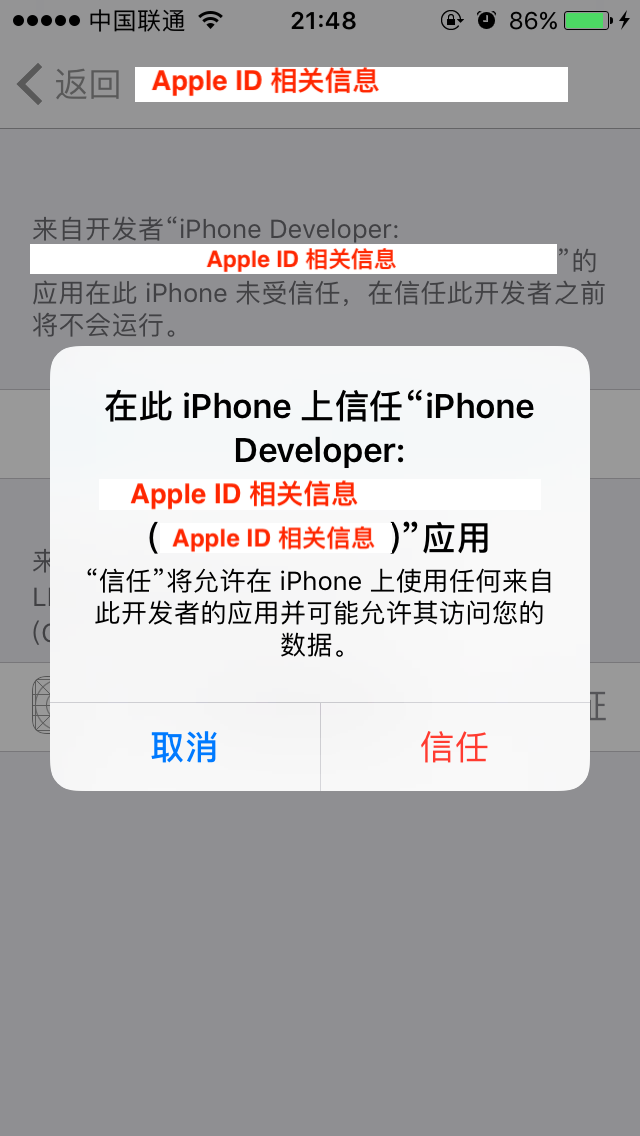 中国联通 21:48 86%
返回 Apple ID 相关信息
来自开发者“iPhone Developer:
Apple ID 相关信息”的
应用在此 iPhone 未受信任，在信任此开发者之前
将不会运行。
在此 iPhone 上信任“iPhone
Developer:
Apple ID 相关信息
(Apple ID 相关信息)”应用
“信任”将允许在 iPhone 上使用任何来自
此开发者的应用并可能允许其访问您的
数据。
来
(
证
取消 信任